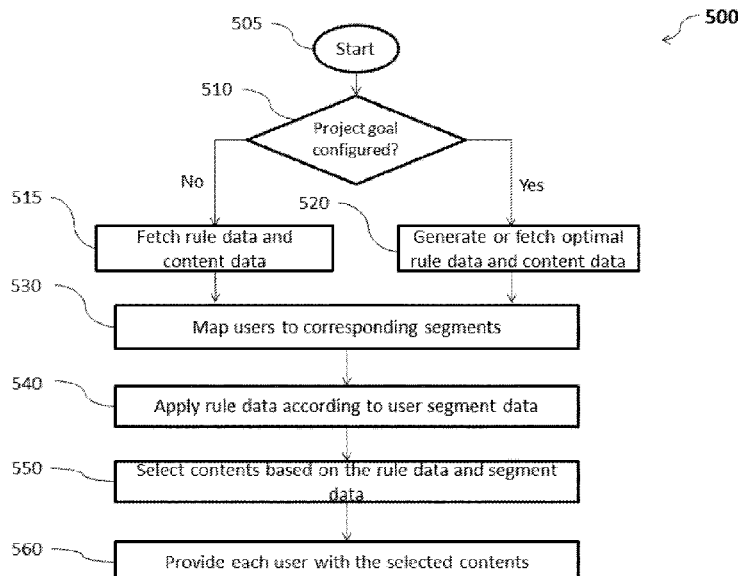 500
505
Start
510
Project goal
configured?
No
Yes
515
Fetch rule data and
content data
520
Generate or fetch optimal
rule data and content data
530
Map users to corresponding segments
540
Apply rule data according to user segment data
550
Select contents based on the rule data and segment
data
560
Provide each user with the selected contents